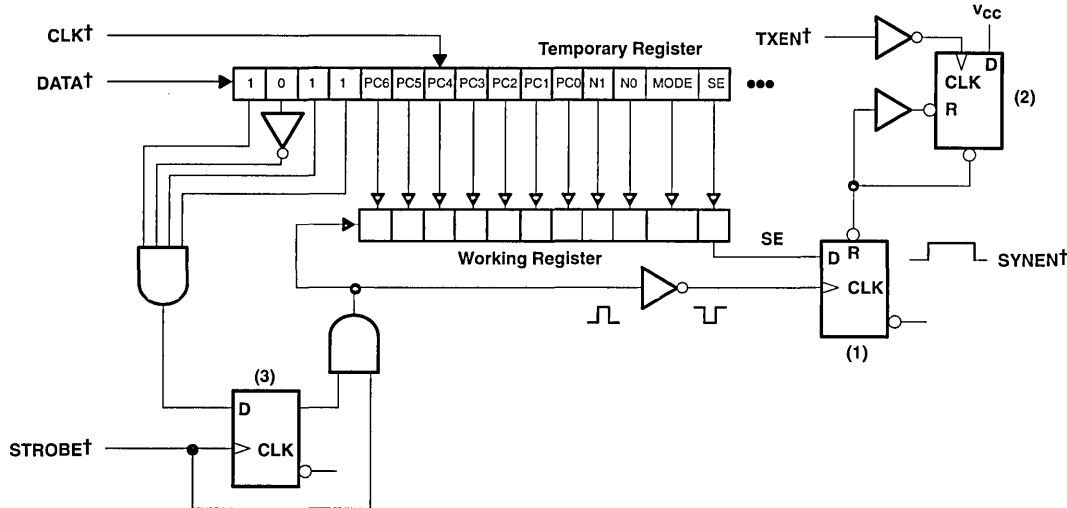 CLK†
TXEN†
VCC
Temporary Register
DATA†
1 0 1 1 PC6 PC5 PC4 PC3 PC2 PC1 PC0 N1 N0 MODE SE •••
D
CLK
R
(2)
SE
Working Register
D
R
CLK
SYNEN†
(1)
(3)
D
STROBE†
CLK